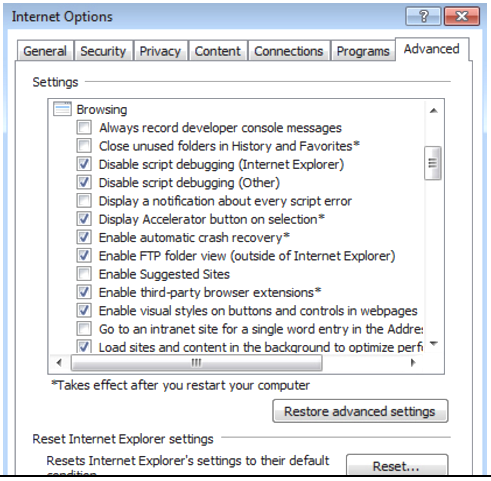 Internet Options
General Security Privacy Content Connections Programs Advanced
Settings
Browsing
Always record developer console messages
Close unused folders in History and Favorites*
Disable script debugging (Internet Explorer)
Disable script debugging (Other)
Display a notification about every script error
Display Accelerator button on selection*
Enable automatic crash recovery*
Enable FTP folder view (outside of Internet Explorer)
Enable Suggested Sites
Enable third-party browser extensions*
Enable visual styles on buttons and controls in webpages
Go to an intranet site for a single word entry in the Addres
Load sites and content in the background to optimize perf
*Takes effect after you restart your computer
Restore advanced settings
Reset Internet Explorer settings
Resets Internet Explorer's settings to their default
condition.
Reset...